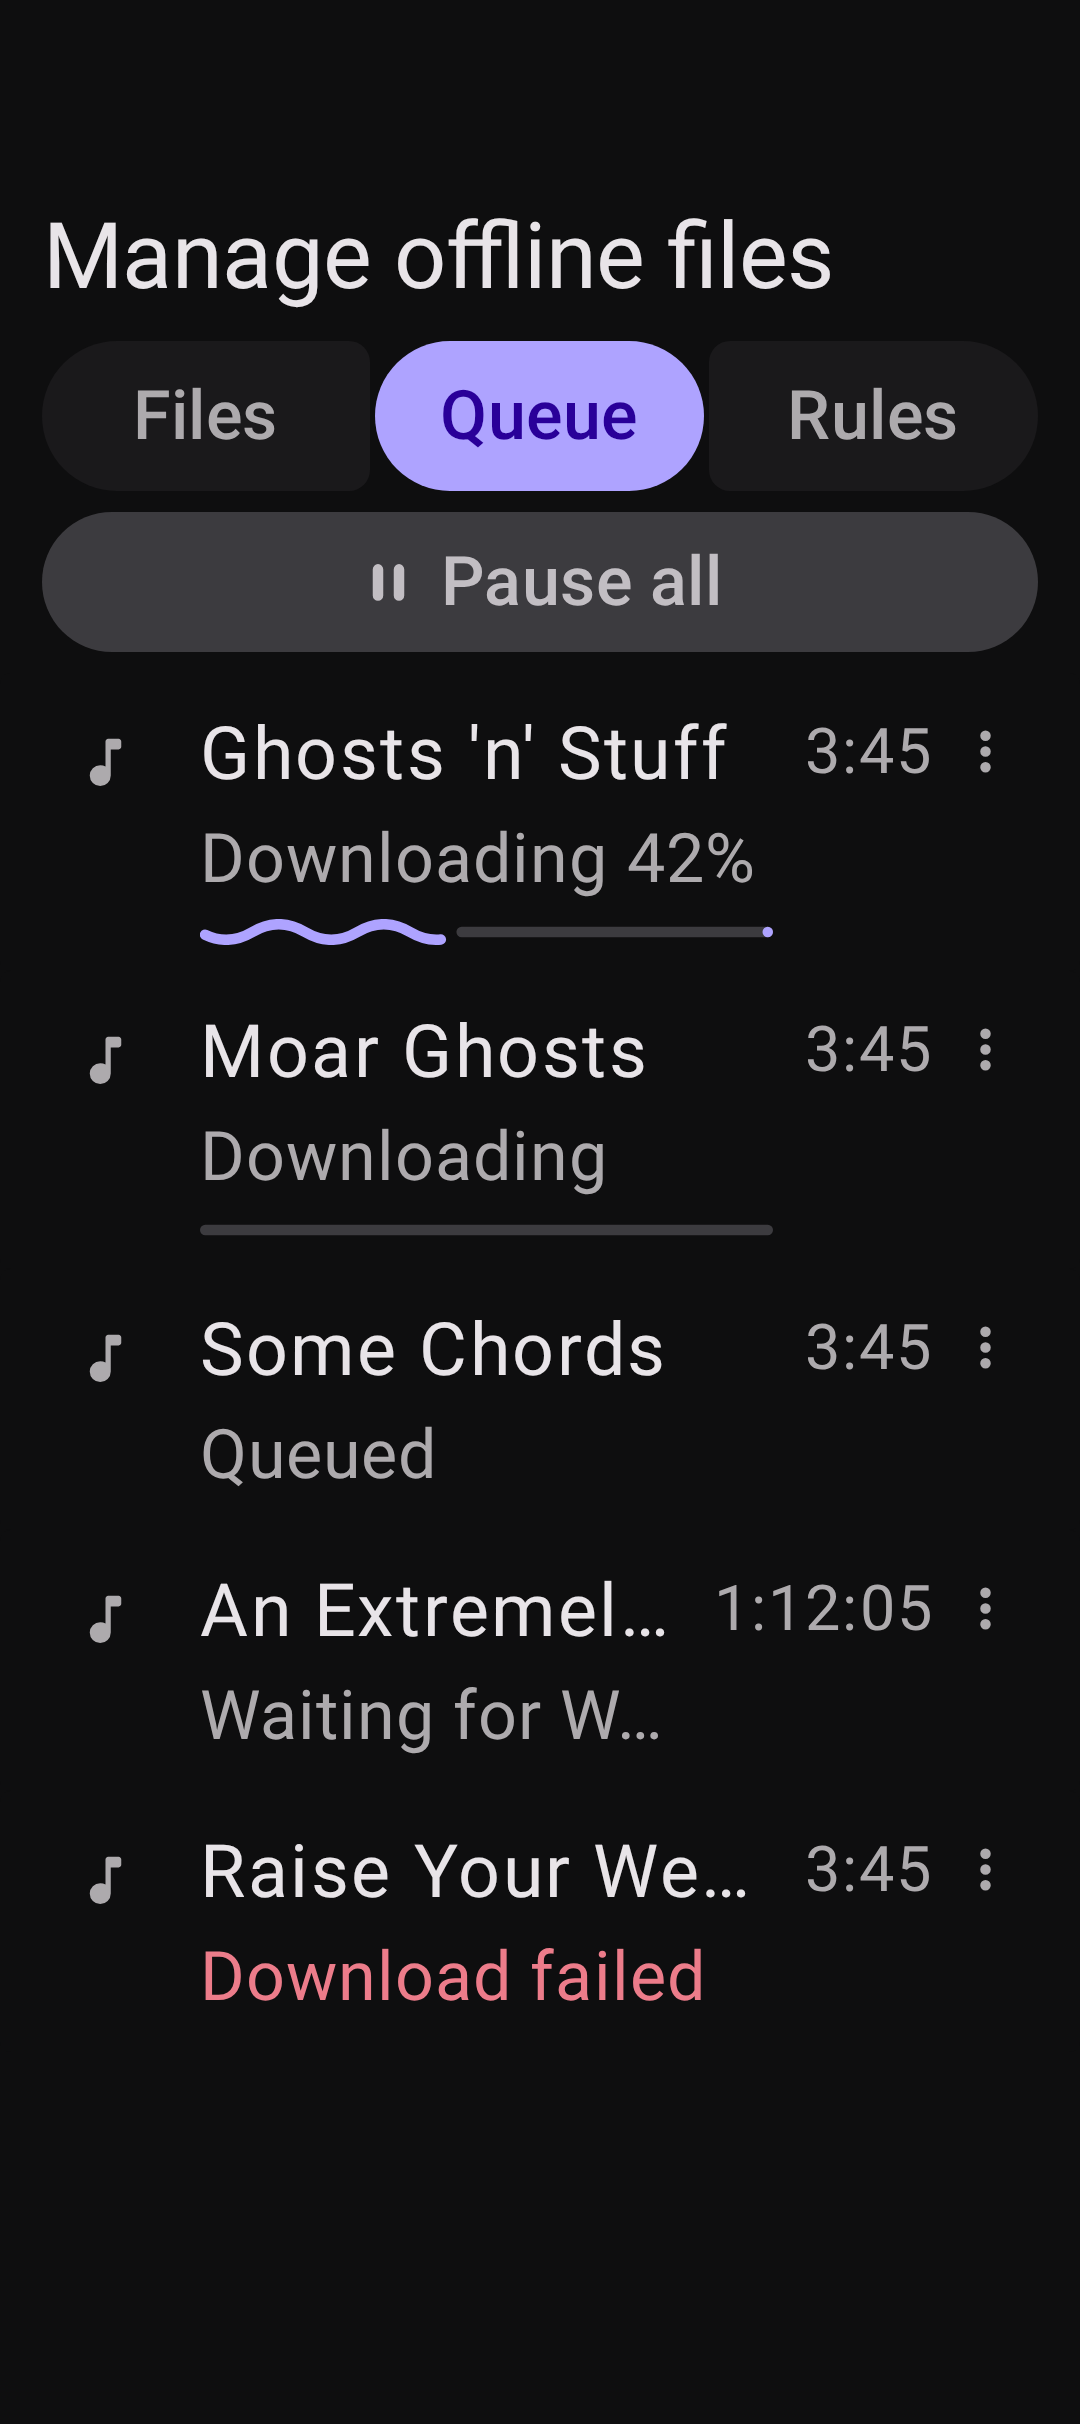 Manage offline files
Files
Queue
Rules
Pause all
Ghosts 'n' Stuff
3:45
Downloading 42%
Moar Ghosts
3:45
Downloading
Some Chords
3:45
Queued
An Extremel…
1:12:05
Waiting for W…
Raise Your We…
3:45
Download failed